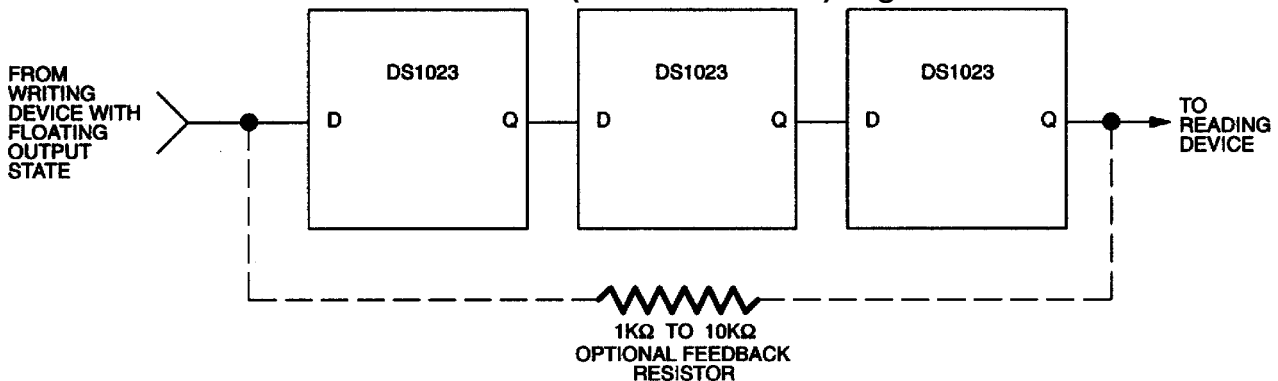 FROM
WRITING
DEVICE WITH
FLOATING
OUTPUT
STATE
DS1023
D
Q
DS1023
D
Q
DS1023
D
Q
TO
READING
DEVICE
1KΩ TO 10KΩ
OPTIONAL FEEDBACK
RESISTOR